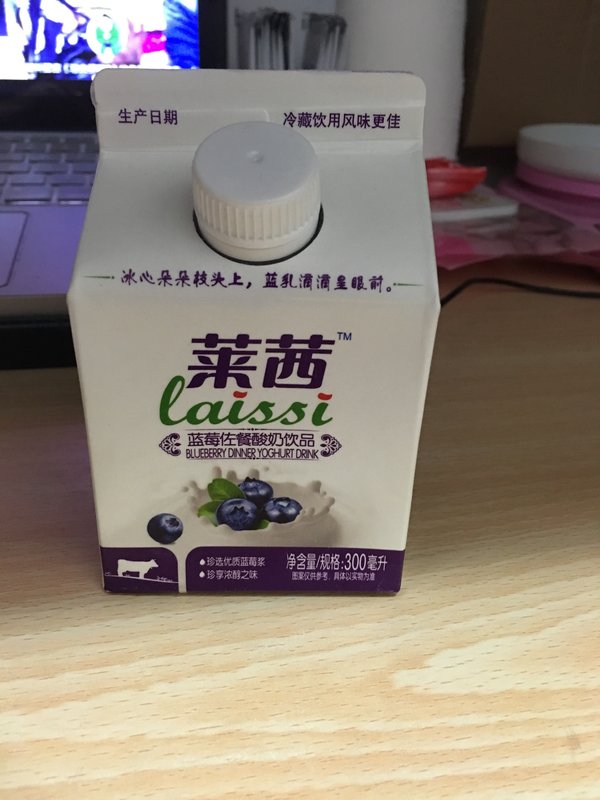 生产日期
冷藏饮用风味更佳
冰心朵朵枝头上，蓝乳滴滴显眼前。
莱茜™
laissi
蓝莓佐餐酸奶饮品
BLUEBERRY DINNER YOGHURT DRINK
珍选优质蓝莓浆
珍享浓醇之味
净含量/规格:300毫升
图案仅供参考，具体以实物为准